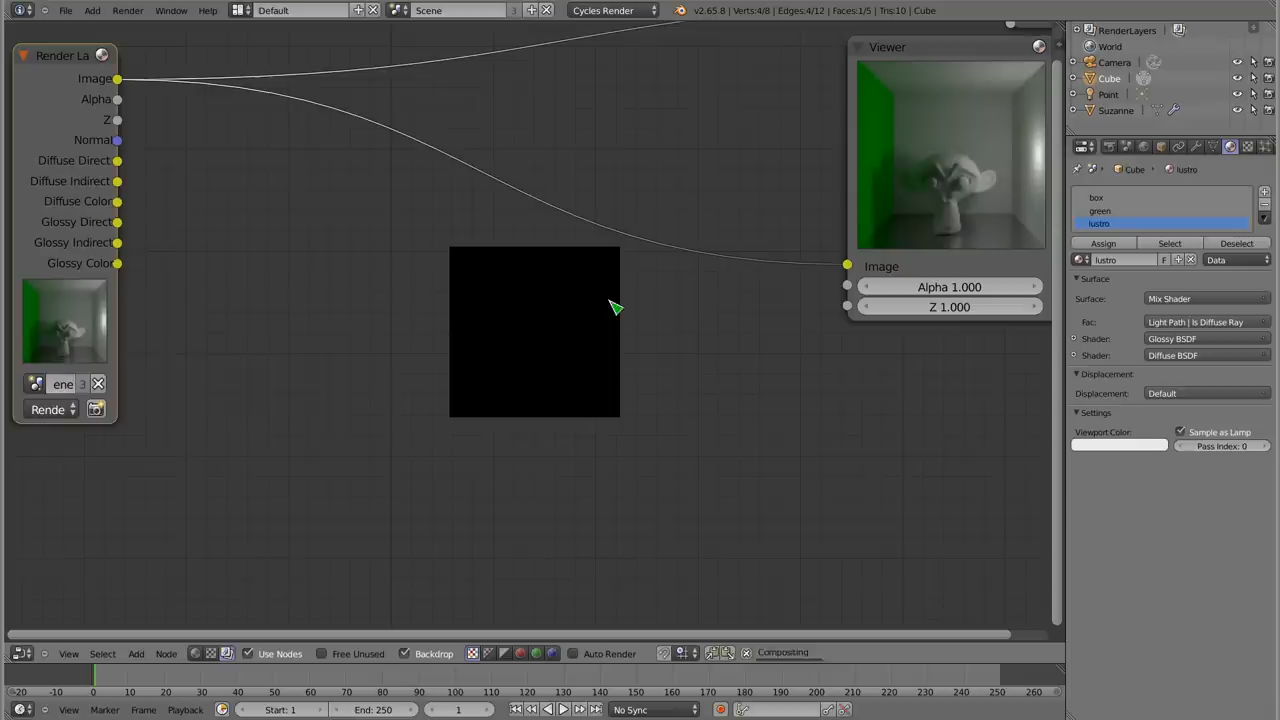 File Add Render Window Help Default Scene 3 Cycles Render v2.65.8 | Verts:4/8 | Edges:4/12 | Faces:1/5 | Tris:10 | Cube
RenderLayers
World
Camera
Cube
Point
Suzanne
Render La
Image
Alpha
Z
Normal
Diffuse Direct
Diffuse Indirect
Diffuse Color
Glossy Direct
Glossy Indirect
Glossy Color
ene 3
Rende
Viewer
Image
Alpha 1.000
Z 1.000
Cube lustro
box
green
lustro
Assign Select Deselect
lustro F Data
Surface
Surface: Mix Shader
Fac: Light Path | Is Diffuse Ray
Shader: Glossy BSDF
Shader: Diffuse BSDF
Displacement
Displacement: Default
Settings
Viewport Color: Sample as Lamp
Pass Index: 0
View Select Add Node Use Nodes Free Unused Backdrop Auto Render Compositing
-20 -10 0 10 20 30 40 50 60 70 80 90 100 110 120 130 140 150 160 170 180 190 200 210 220 230 240 250 260
View Marker Frame Playback Start: 1 End: 250 1 No Sync